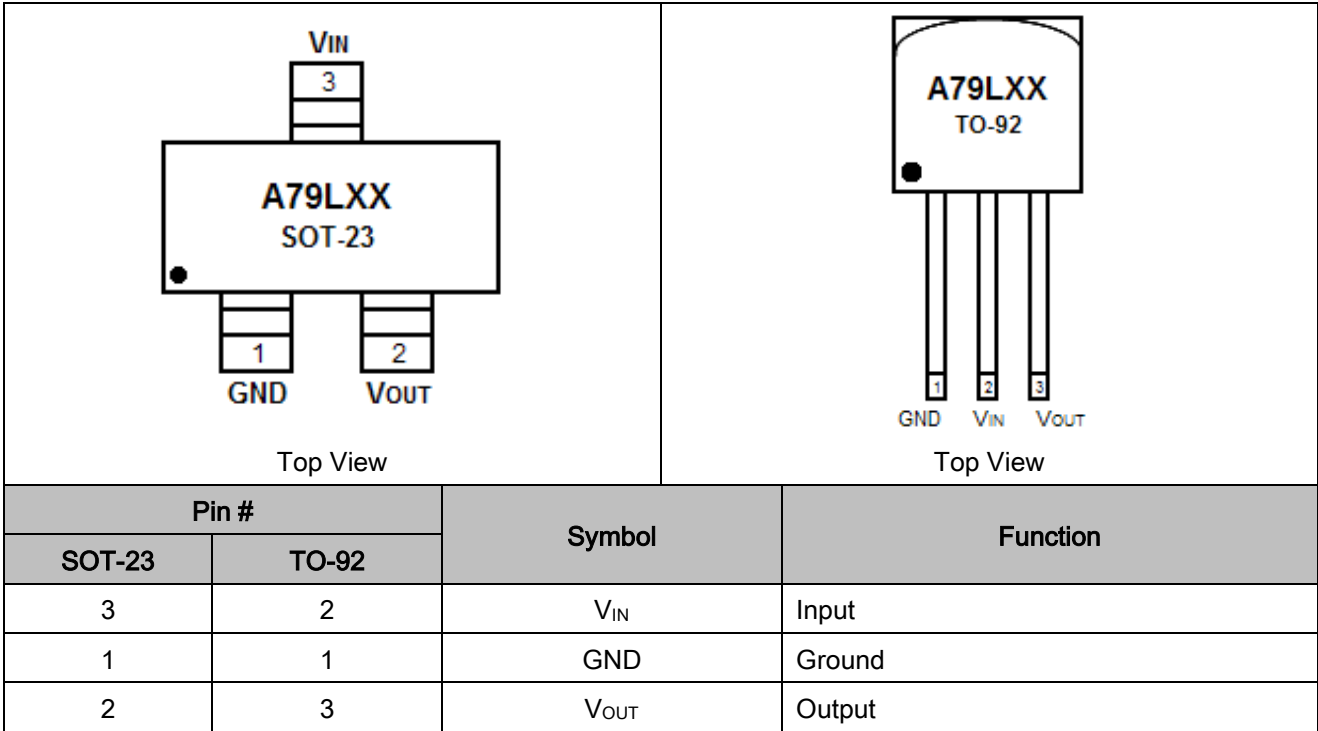 VIN
3
A79LXX
SOT-23
1 2
GND VOUT
Top View
A79LXX
TO-92
1 2 3
GND VIN VOUT
Top View
Pin # Symbol Function
SOT-23 TO-92
3 2 VIN Input
1 1 GND Ground
2 3 VOUT Output